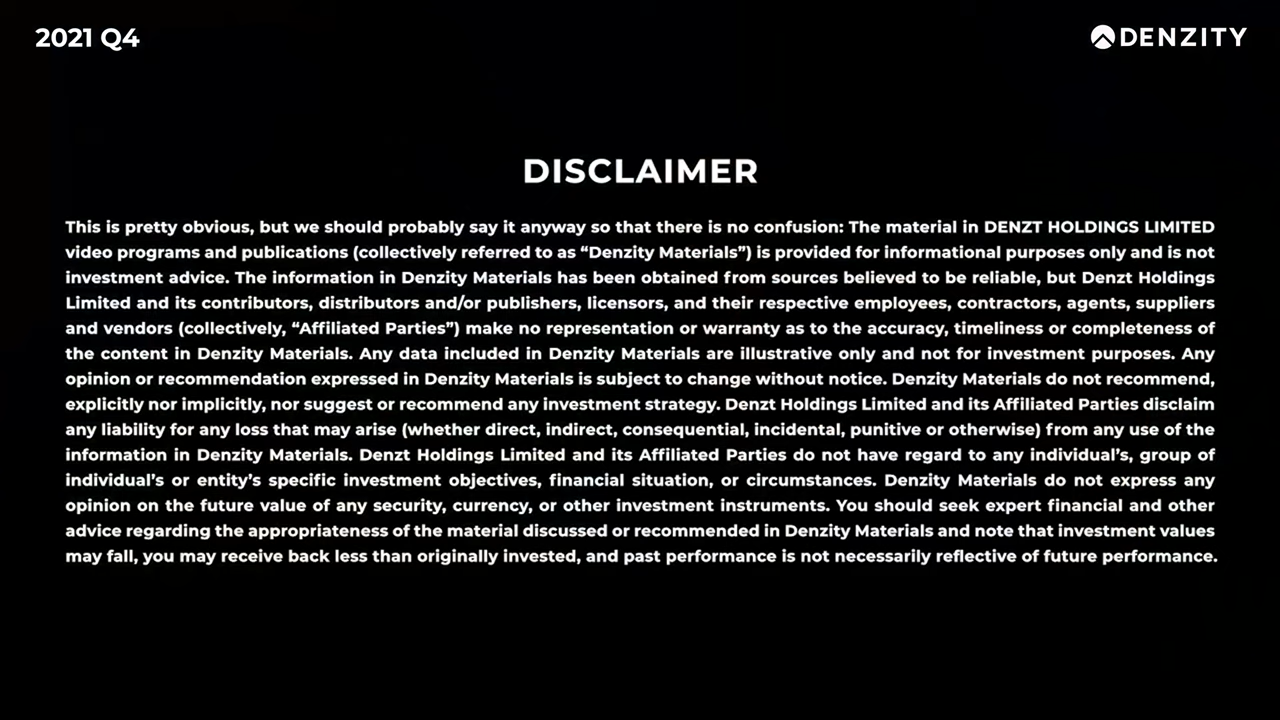 2021 Q4
DENZITY
DISCLAIMER
This is pretty obvious, but we should probably say it anyway so that there is no confusion: The material in DENZT HOLDINGS LIMITED
video programs and publications (collectively referred to as “Denzity Materials”) is provided for informational purposes only and is not
investment advice. The information in Denzity Materials has been obtained from sources believed to be reliable, but Denzt Holdings
Limited and its contributors, distributors and/or publishers, licensors, and their respective employees, contractors, agents, suppliers
and vendors (collectively, “Affiliated Parties”) make no representation or warranty as to the accuracy, timeliness or completeness of
the content in Denzity Materials. Any data included in Denzity Materials are illustrative only and not for investment purposes. Any
opinion or recommendation expressed in Denzity Materials is subject to change without notice. Denzity Materials do not recommend,
explicitly nor implicitly, nor suggest or recommend any investment strategy. Denzt Holdings Limited and its Affiliated Parties disclaim
any liability for any loss that may arise (whether direct, indirect, consequential, incidental, punitive or otherwise) from any use of the
information in Denzity Materials. Denzt Holdings Limited and its Affiliated Parties do not have regard to any individual’s, group of
individual’s or entity’s specific investment objectives, financial situation, or circumstances. Denzity Materials do not express any
opinion on the future value of any security, currency, or other investment instruments. You should seek expert financial and other
advice regarding the appropriateness of the material discussed or recommended in Denzity Materials and note that investment values
may fall, you may receive back less than originally invested, and past performance is not necessarily reflective of future performance.